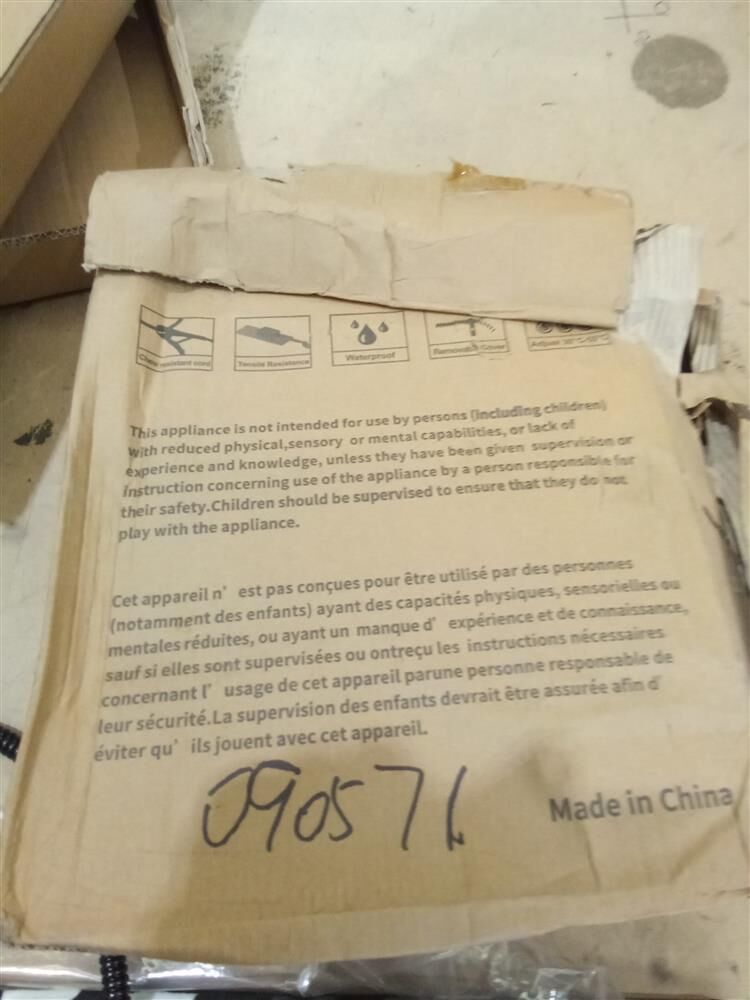 Chew resistant cord
Tensile Resistance
Waterproof
Removable Cover
This appliance is not intended for use by persons (including children)
with reduced physical,sensory or mental capabilities, or lack of
experience and knowledge, unless they have been given supervision or
instruction concerning use of the appliance by a person responsible for
their safety.Children should be supervised to ensure that they do not
play with the appliance.
Cet appareil n' est pas conçues pour être utilisé par des personnes
(notamment des enfants) ayant des capacités physiques, sensorielles ou
mentales réduites, ou ayant un manque d' expérience et de connaissance,
sauf si elles sont supervisées ou ontreçu les instructions nécessaires
concernant l' usage de cet appareil parune personne responsable de
leur sécurité.La supervision des enfants devrait être assurée afin d'
éviter qu' ils jouent avec cet appareil.
090571
Made in China